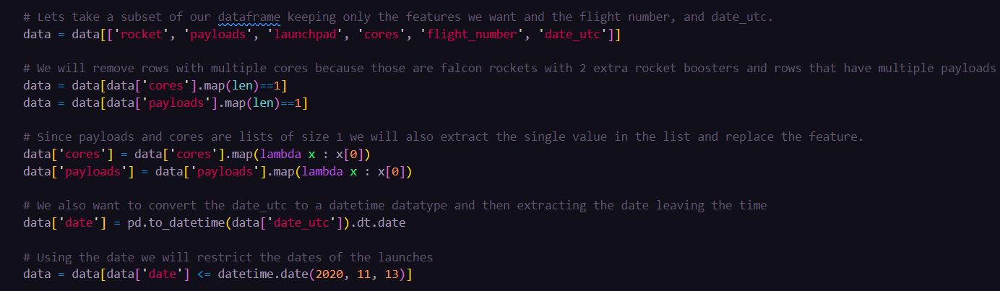 # Lets take a subset of our dataframe keeping only the features we want and the flight number, and date_utc.
data = data[['rocket', 'payloads', 'launchpad', 'cores', 'flight_number', 'date_utc']]
# We will remove rows with multiple cores because those are falcon rockets with 2 extra rocket boosters and rows that have multiple payloads
data = data[data['cores'].map(len)==1]
data = data[data['payloads'].map(len)==1]
# Since payloads and cores are lists of size 1 we will also extract the single value in the list and replace the feature.
data['cores'] = data['cores'].map(lambda x : x[0])
data['payloads'] = data['payloads'].map(lambda x : x[0])
# We also want to convert the date_utc to a datetime datatype and then extracting the date leaving the time
data['date'] = pd.to_datetime(data['date_utc']).dt.date
# Using the date we will restrict the dates of the launches
data = data[data['date'] <= datetime.date(2020, 11, 13)]